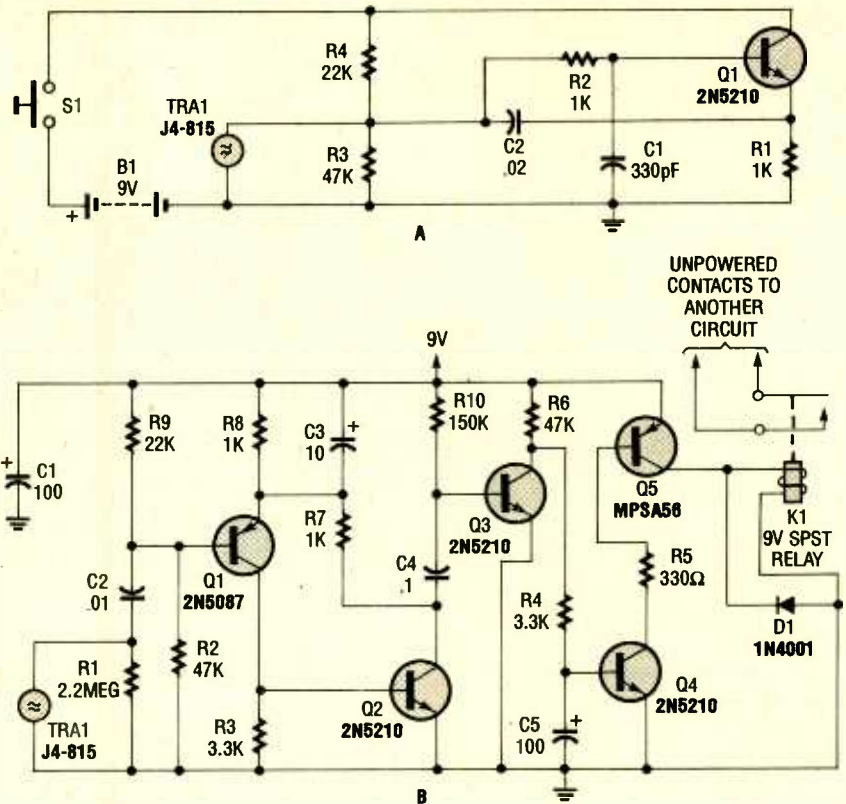 R4
22K
R2
1K
Q1
2N5210
S1
TRA1
J4-815
B1
9V
+
R3
47K
C2
.02
C1
330pF
R1
1K
A
UNPOWERED
CONTACTS TO
ANOTHER
CIRCUIT
9V
+
C1
100
R9
22K
R8
1K
C3
10
+
R10
150K
R6
47K
Q5
MPSA56
K1
9V SPST
RELAY
R7
1K
Q3
2N5210
Q1
2N5087
C2
.01
C4
.1
R5
330Ω
R4
3.3K
D1
1N4001
R1
2.2MEG
R2
47K
TRA1
J4-815
R3
3.3K
Q2
2N5210
C5
100
+
Q4
2N5210
B